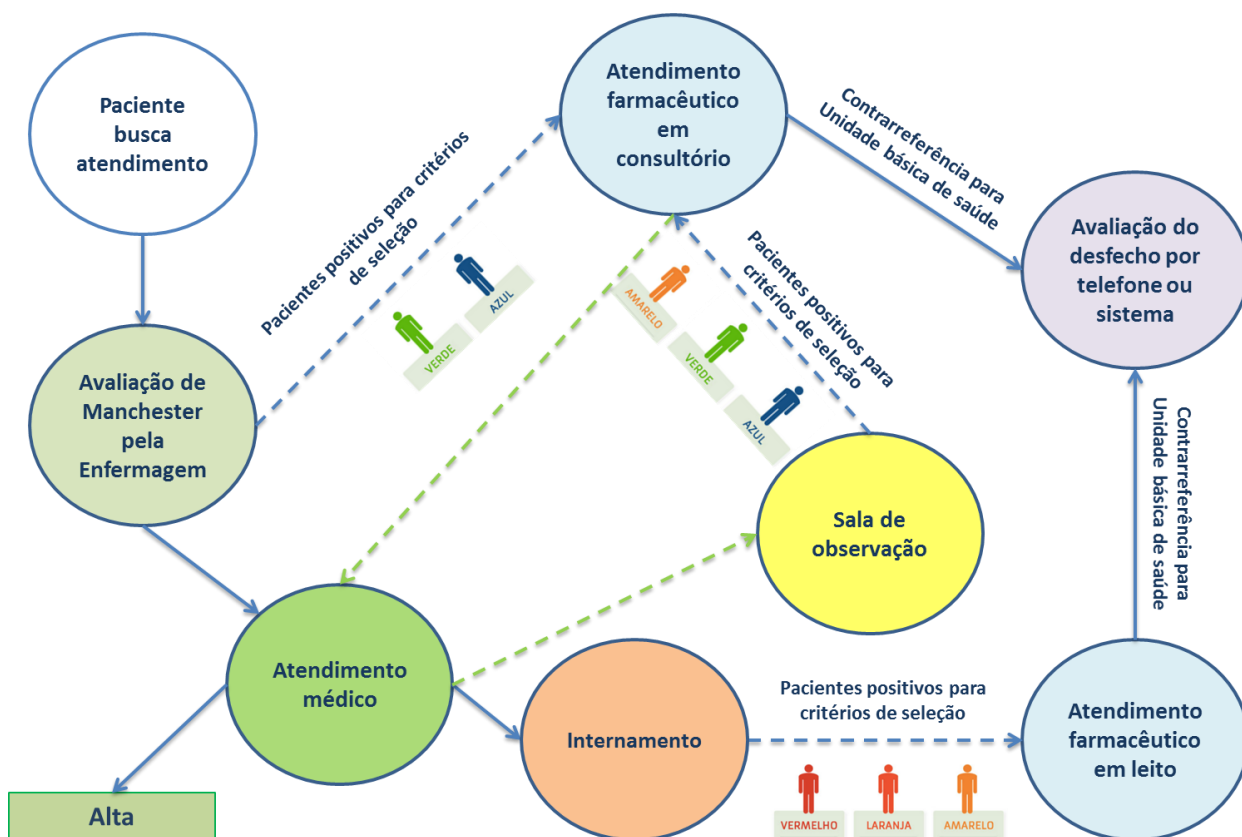 Paciente
busca
atendimento
Atendimento
farmacêutico
em
consultório
Pacientes positivos para critérios
de seleção
AZUL
VERDE
Contrarreferência para
Unidade básica de saúde
Avaliação do
desfecho por
telefone ou
sistema
Avaliação de
Manchester
pela
Enfermagem
Pacientes positivos para
critérios de seleção
AMARELO
VERDE
AZUL
Sala de
observação
Contrarreferência para
Unidade básica de saúde
Atendimento
médico
Internamento
Pacientes positivos para
critérios de seleção
VERMELHO
LARANJA
AMARELO
Atendimento
farmacêutico
em leito
Alta